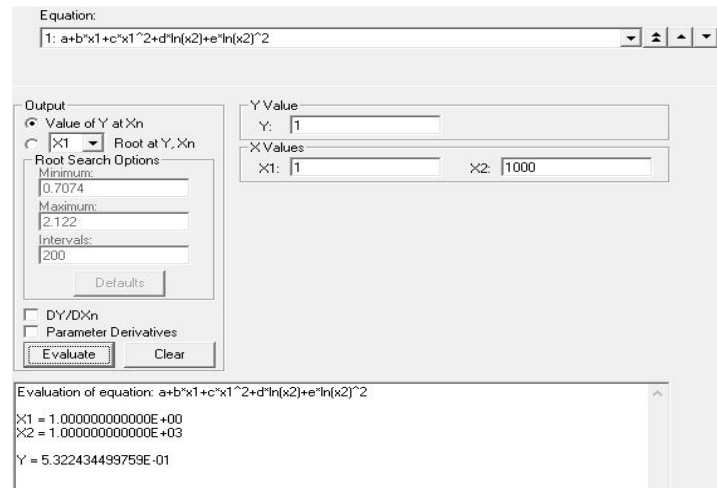 Equation:
1: a+b*x1+c*x1^2+d*ln(x2)+e*ln(x2)^2
Output
Value of Y at Xn
X1 Root at Y, Xn
Root Search Options
Minimum:
0.7074
Maximum:
2.122
Intervals:
200
Defaults
DY/DXn
Parameter Derivatives
Evaluate Clear
Y Value
Y: 1
X Values
X1: 1 X2: 1000
Evaluation of equation: a+b*x1+c*x1^2+d*ln(x2)+e*ln(x2)^2
X1 = 1.000000000000E+00
X2 = 1.000000000000E+03
Y = 5.322434499759E-01